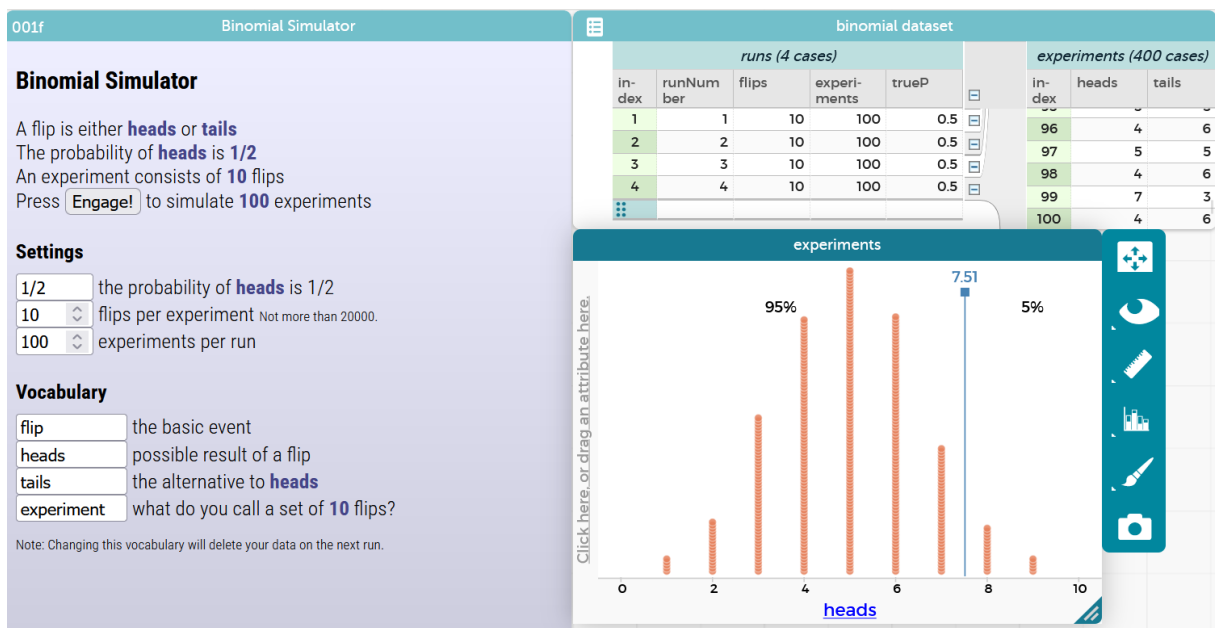 001f
Binomial Simulator
Binomial Simulator
A flip is either heads or tails
The probability of heads is 1/2
An experiment consists of 10 flips
Press Engage! to simulate 100 experiments
Settings
1/2 the probability of heads is 1/2
10 flips per experiment Not more than 20000.
100 experiments per run
Vocabulary
flip the basic event
heads possible result of a flip
tails the alternative to heads
experiment what do you call a set of 10 flips?
Note: Changing this vocabulary will delete your data on the next run.
binomial dataset
runs (4 cases)
in-
dex
runNum
ber
flips
experi-
ments
trueP
1 1 10 100 0.5
2 2 10 100 0.5
3 3 10 100 0.5
4 4 10 100 0.5
experiments (400 cases)
in-
dex
heads
tails
96 4 6
97 5 5
98 4 6
99 7 3
100 4 6
experiments
7.51
95%
5%
Click here, or drag an attribute here.
0 2 4 6 8 10
heads